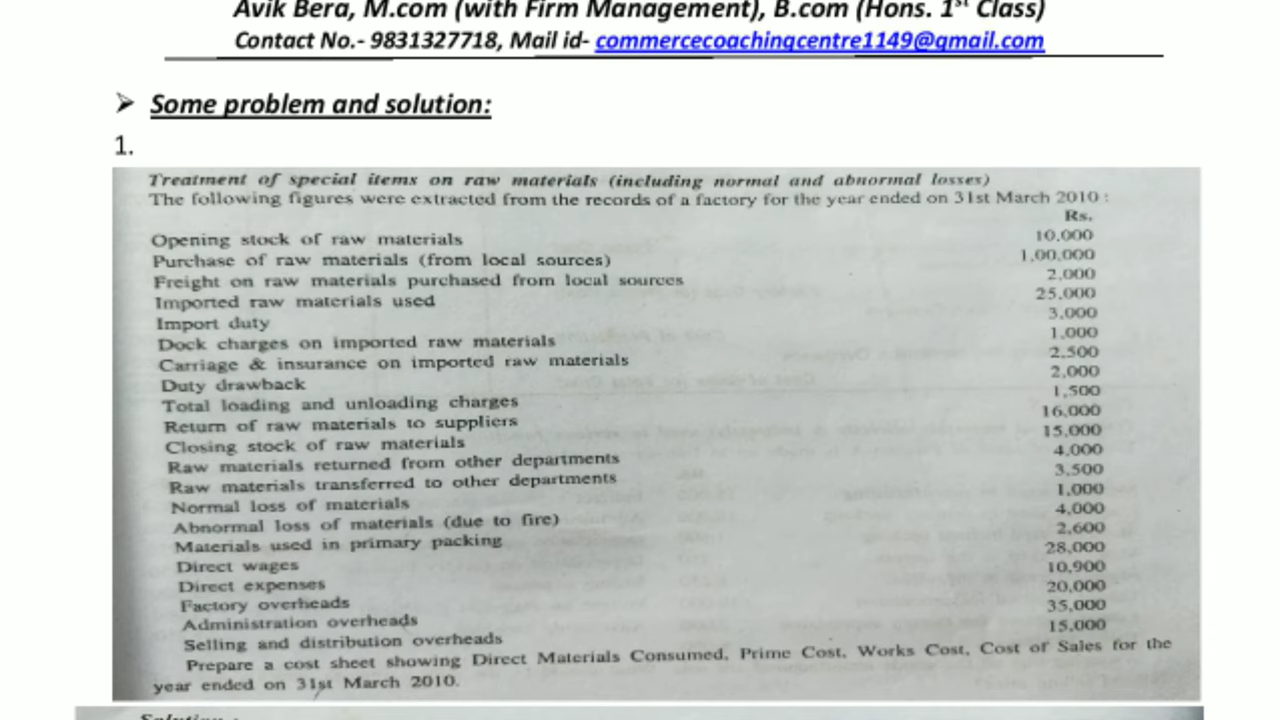 Avik Bera, M.com (with Firm Management), B.com (Hons. 1st Class)
Contact No.- 9831327718, Mail id- commercecoachingcentre1149@gmail.com
➤ Some problem and solution:
1.
Treatment of special items on raw materials (including normal and abnormal losses)
The following figures were extracted from the records of a factory for the year ended on 31st March 2010 :
Rs.
Opening stock of raw materials 10,000
Purchase of raw materials (from local sources) 1,00,000
Freight on raw materials purchased from local sources 2,000
Imported raw materials used 25,000
Import duty 3,000
Dock charges on imported raw materials 1,000
Carriage & insurance on imported raw materials 2,500
Duty drawback 2,000
Total loading and unloading charges 1,500
Return of raw materials to suppliers 16,000
Closing stock of raw materials 15,000
Raw materials returned from other departments 4,000
Raw materials transferred to other departments 3,500
Normal loss of materials 1,000
Abnormal loss of materials (due to fire) 4,000
Materials used in primary packing 2,600
Direct wages 28,000
Direct expenses 10,900
Factory overheads 20,000
Administration overheads 35,000
Selling and distribution overheads 15,000
Prepare a cost sheet showing Direct Materials Consumed, Prime Cost, Works Cost, Cost of Sales for the
year ended on 31st March 2010.
Solution :